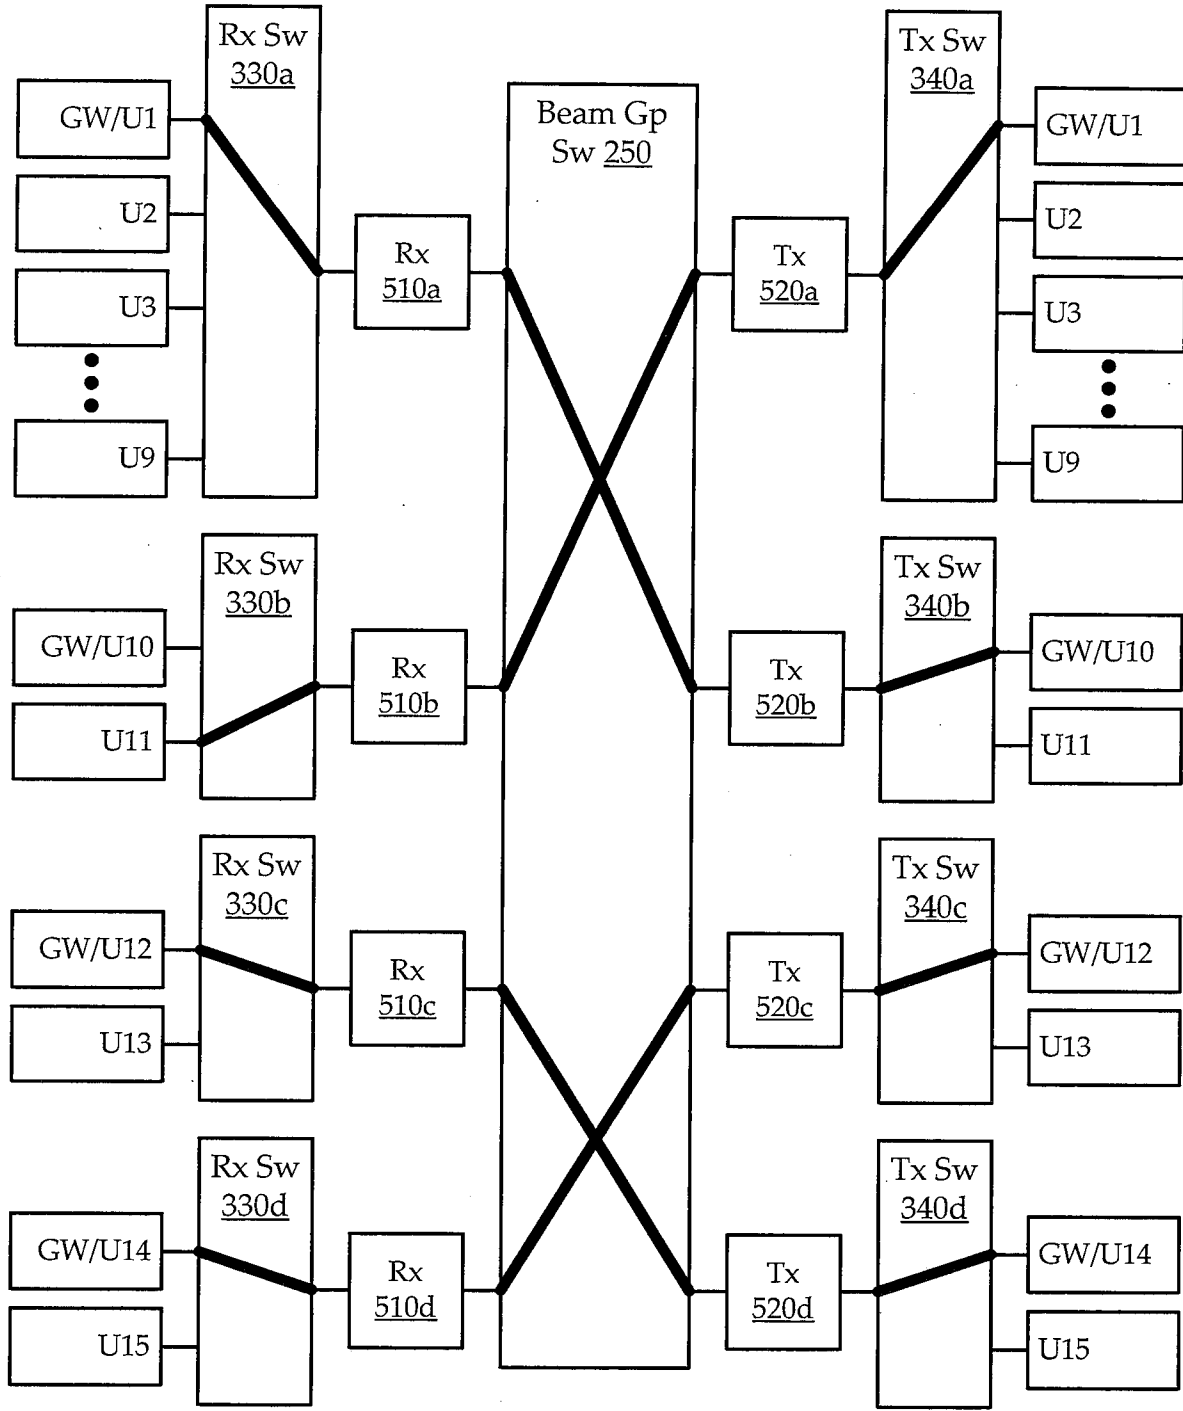 Rx Sw
330a
GW/U1
U2
U3
U9
Rx
510a
Beam Gp
Sw 250
Tx
520a
Tx Sw
340a
GW/U1
U2
U3
U9
Rx Sw
330b
GW/U10
U11
Rx
510b
Tx
520b
Tx Sw
340b
GW/U10
U11
Rx Sw
330c
GW/U12
U13
Rx
510c
Tx
520c
Tx Sw
340c
GW/U12
U13
Rx Sw
330d
GW/U14
U15
Rx
510d
Tx
520d
Tx Sw
340d
GW/U14
U15